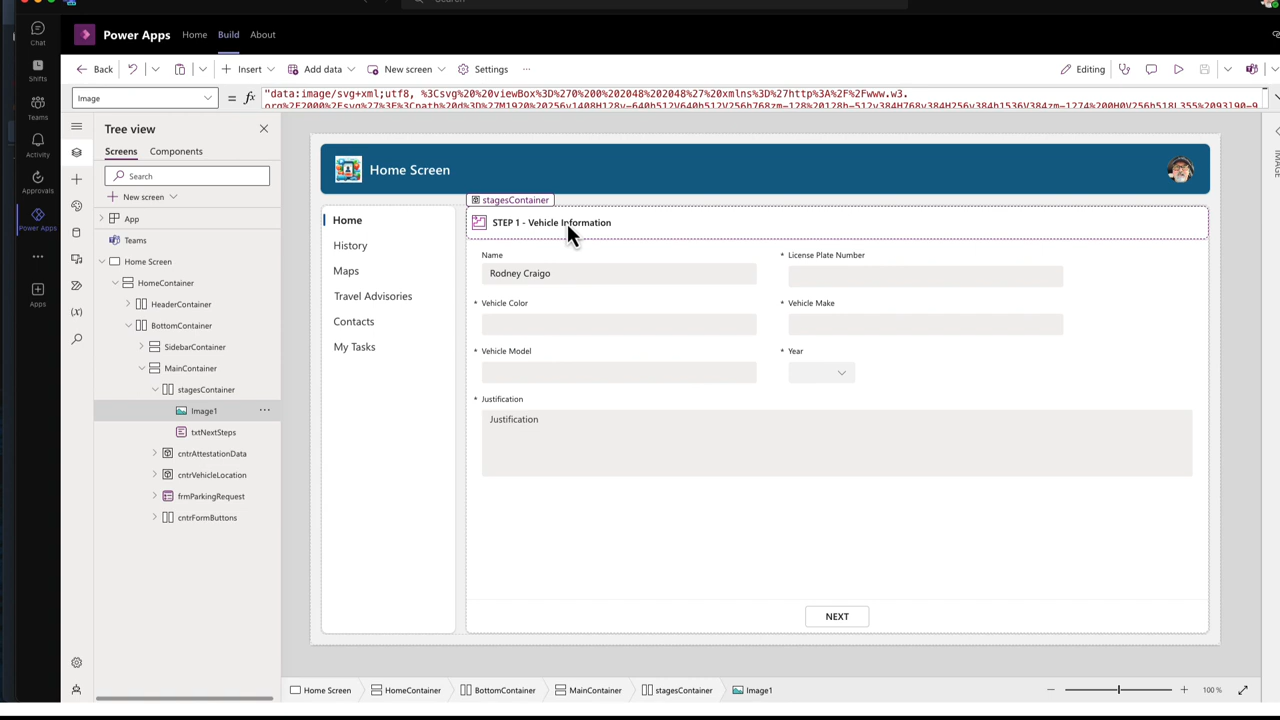 Search
Chat
Shifts
Teams
Activity
Approvals
Power Apps
Apps
Power Apps Home Build About
Back Insert Add data New screen Settings ... Editing
Image = fx "data:image/svg+xml;utf8, %3Csvg%20%20viewBox%3D%270%200%202048%202048%27%20xmlns%3D%27http%3A%2F%2Fwww.w3.
Tree view
Screens Components
Search
New screen
App
Teams
Home Screen
HomeContainer
HeaderContainer
BottomContainer
SidebarContainer
MainContainer
stagesContainer
Image1 ...
txtNextSteps
cntrAttestationData
cntrVehicleLocation
frmParkingRequest
cntrFormButtons
Home Screen
Home
History
Maps
Travel Advisories
Contacts
My Tasks
stagesContainer
STEP 1 - Vehicle Information
Name * License Plate Number
Rodney Craigo
* Vehicle Color * Vehicle Make
* Vehicle Model * Year
* Justification
Justification
NEXT
Home Screen HomeContainer BottomContainer MainContainer stagesContainer Image1 100 %